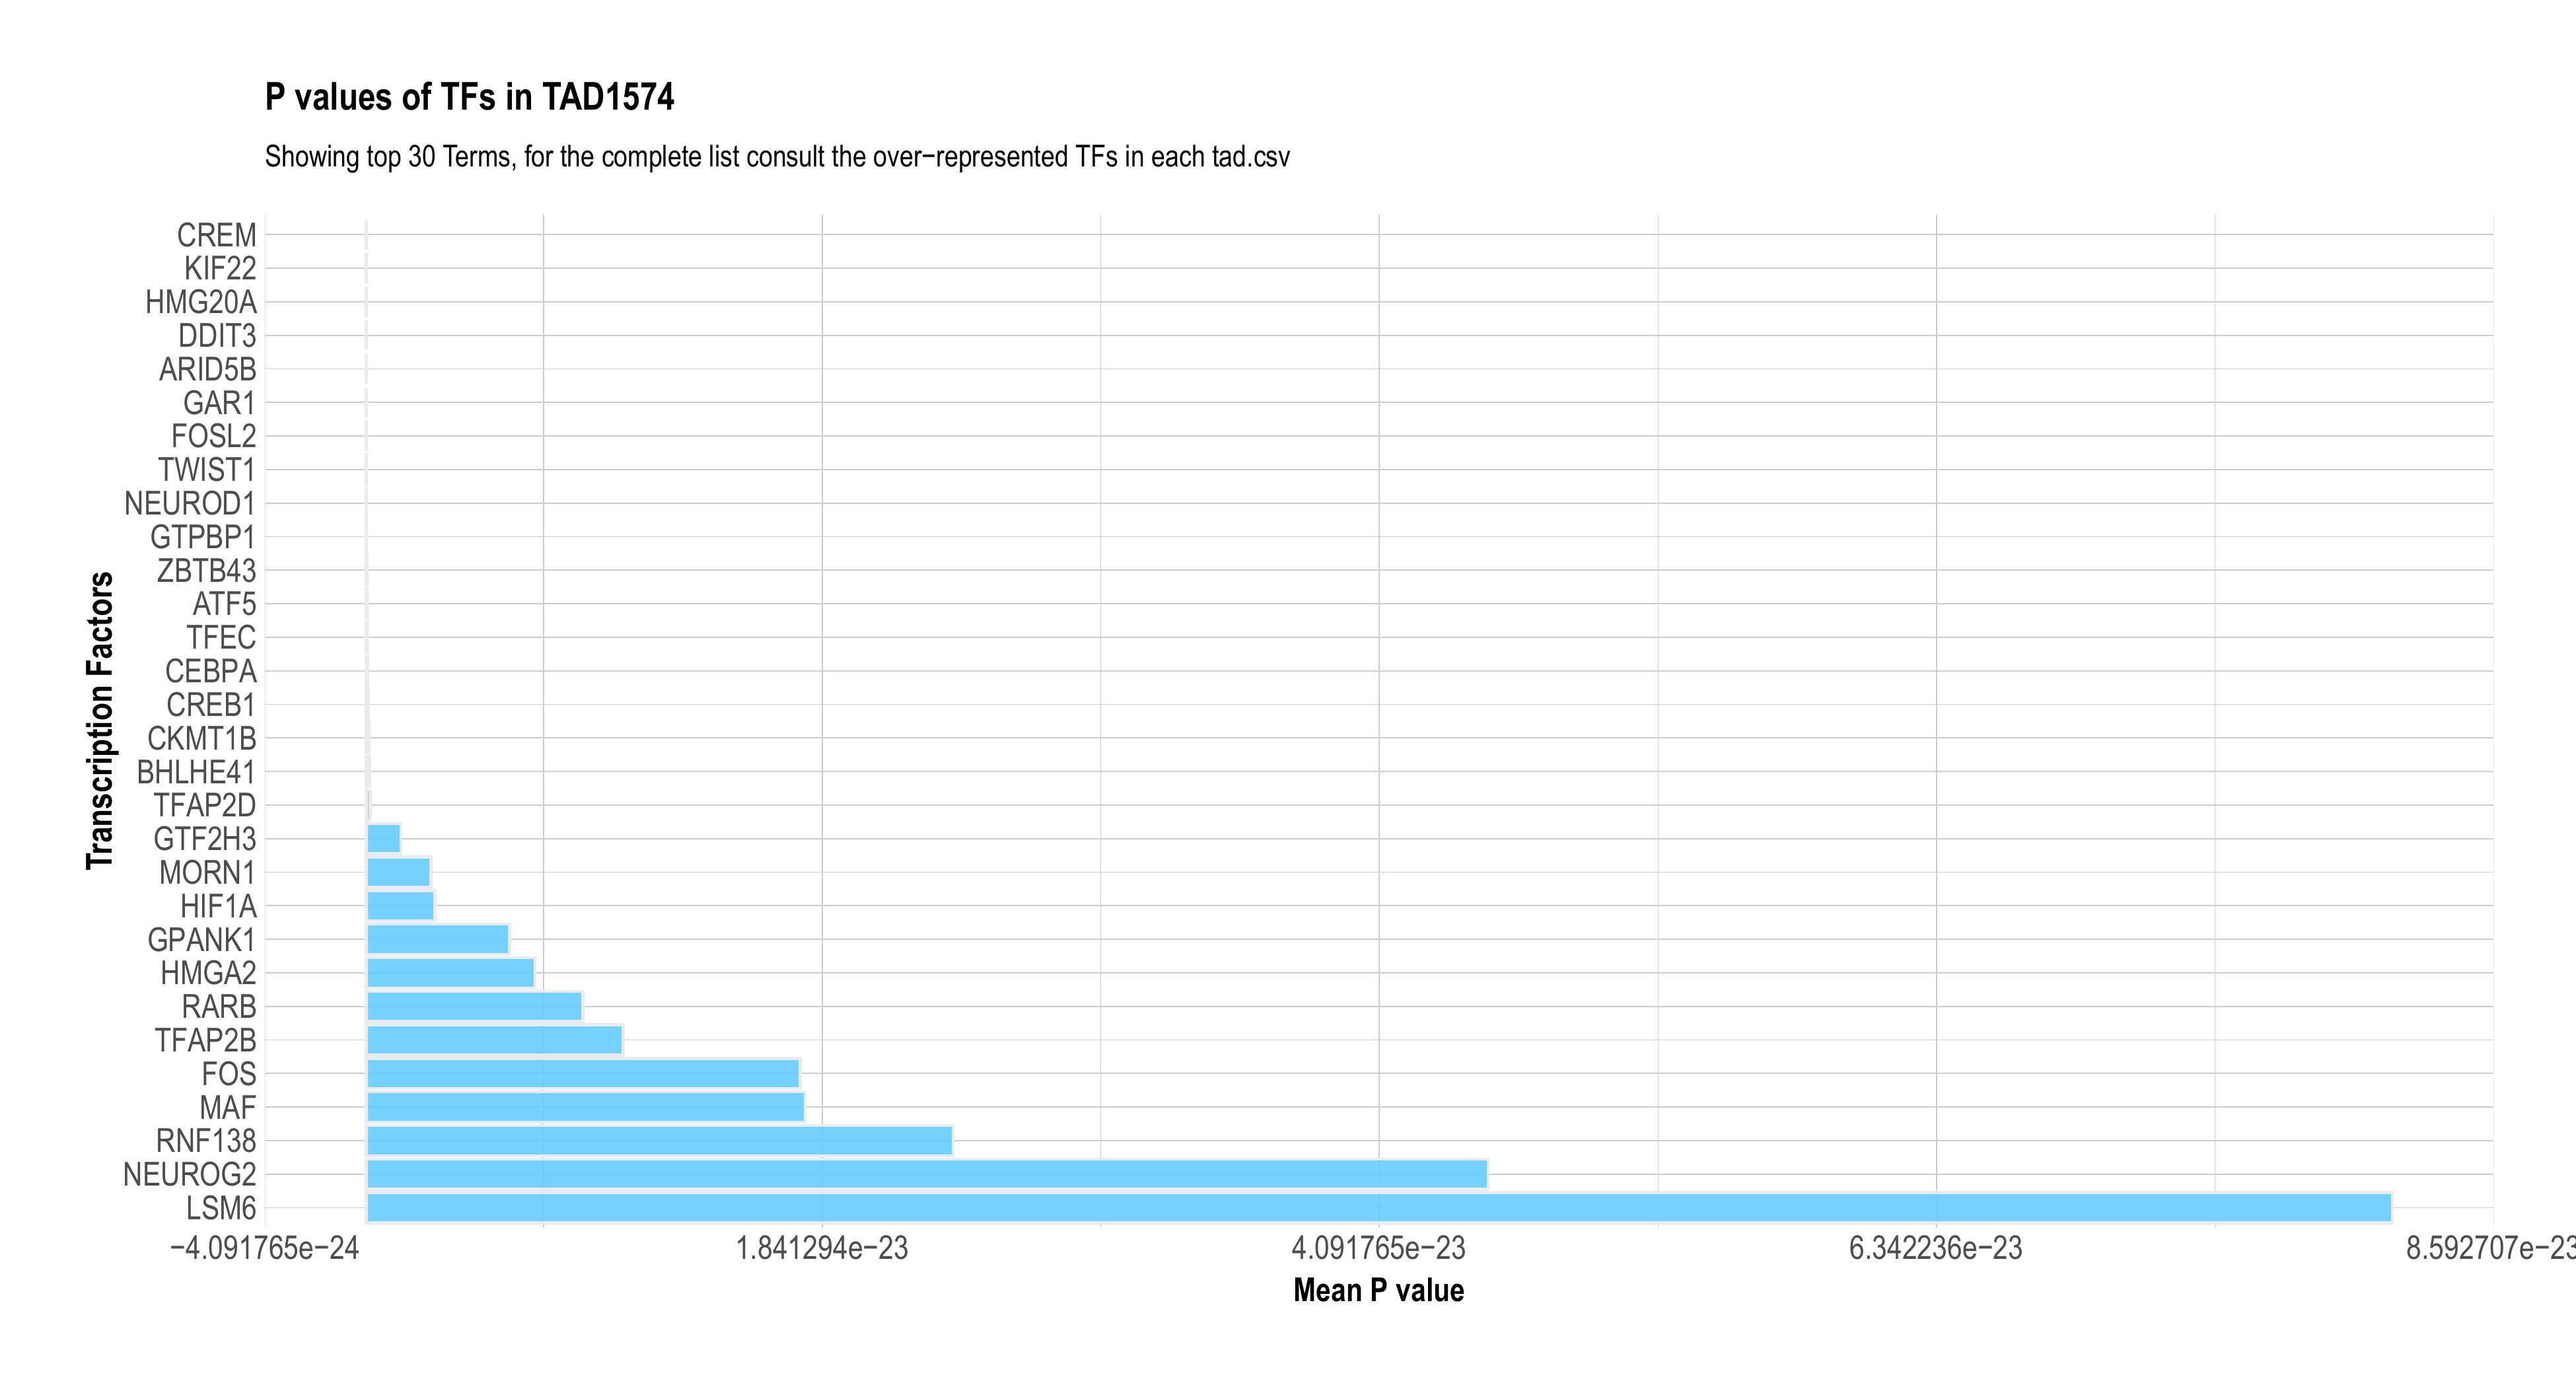 P values of TFs in TAD1574
Showing top 30 Terms, for the complete list consult the over−represented TFs in each tad.csv
Transcription Factors
CREM
KIF22
HMG20A
DDIT3
ARID5B
GAR1
FOSL2
TWIST1
NEUROD1
GTPBP1
ZBTB43
ATF5
TFEC
CEBPA
CREB1
CKMT1B
BHLHE41
TFAP2D
GTF2H3
MORN1
HIF1A
GPANK1
HMGA2
RARB
TFAP2B
FOS
MAF
RNF138
NEUROG2
LSM6
−4.091765e−24 1.841294e−23 4.091765e−23 6.342236e−23 8.592707e−23
Mean P value